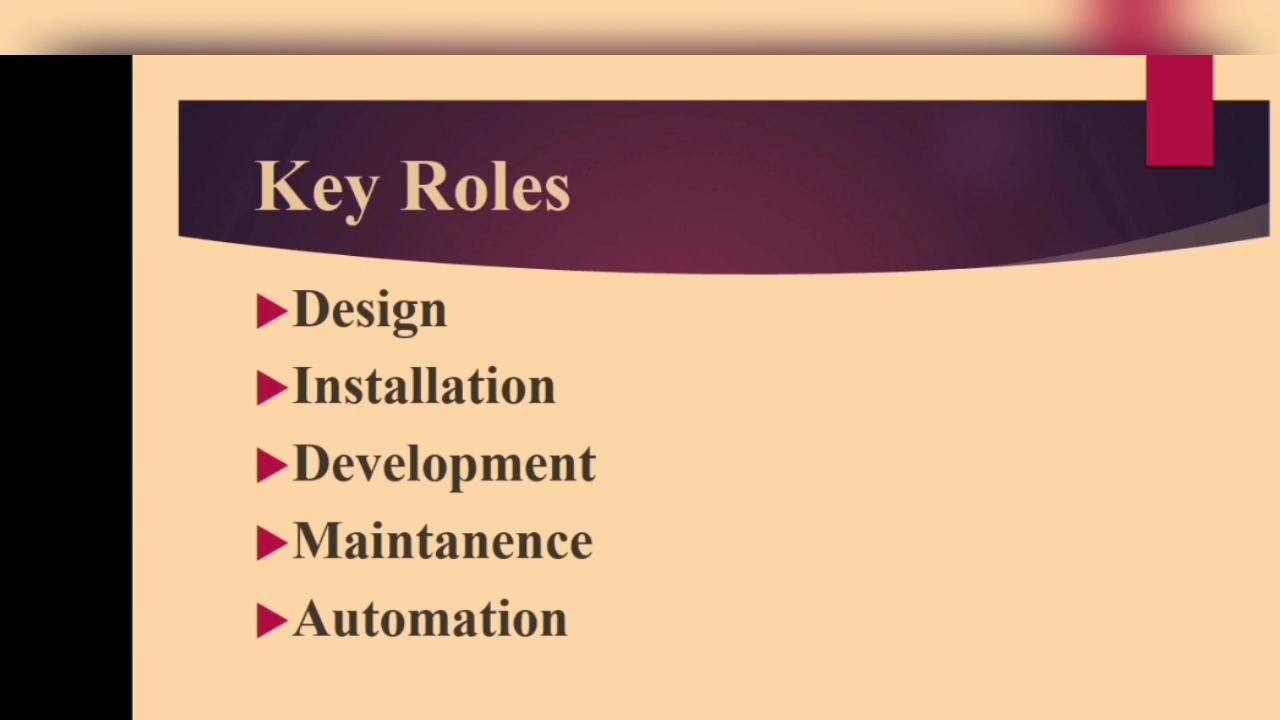 Key Roles
Design
Installation
Development
Maintanence
Automation